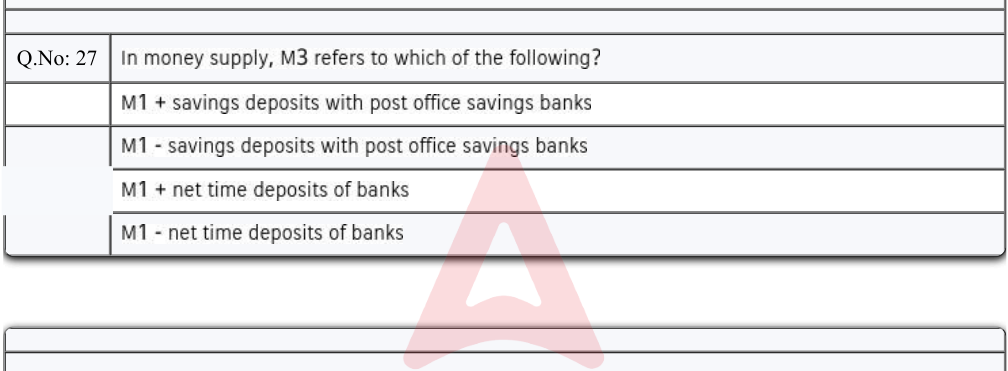 Q.No: 27 In money supply, M3 refers to which of the following?
M1 + savings deposits with post office savings banks
M1 - savings deposits with post office savings banks
M1 + net time deposits of banks
M1 - net time deposits of banks